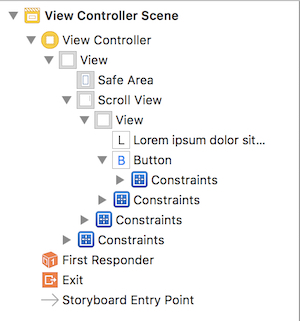 View Controller Scene
View Controller
View
Safe Area
Scroll View
View
L Lorem ipsum dolor sit...
B Button
Constraints
Constraints
Constraints
Constraints
First Responder
Exit
Storyboard Entry Point